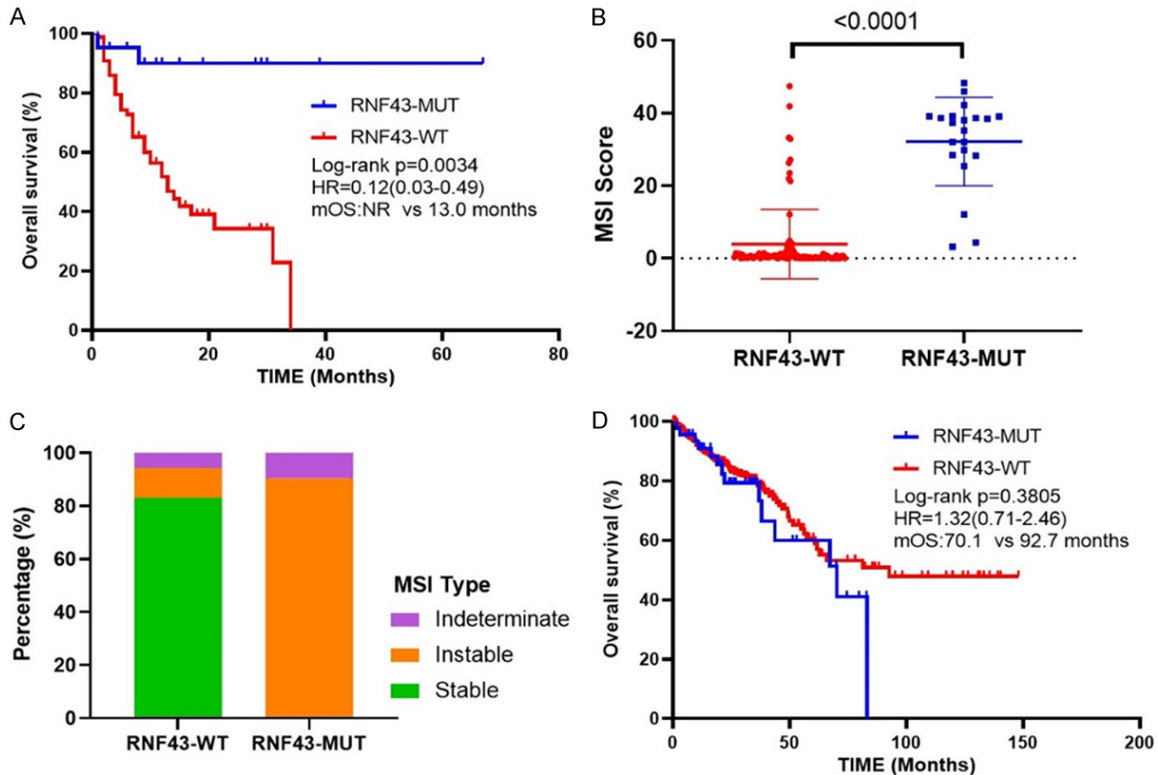 A
Overall survival (%)
100
80
60
40
20
0
0 20 40 60 80
TIME (Months)
RNF43-MUT
RNF43-WT
Log-rank p=0.0034
HR=0.12(0.03-0.49)
mOS:NR vs 13.0 months
B
<0.0001
MSI Score
60
40
20
0
-20
RNF43-WT RNF43-MUT
C
Percentage (%)
100
80
60
40
20
0
RNF43-WT RNF43-MUT
MSI Type
Indeterminate
Instable
Stable
D
Overall survival (%)
100
80
60
40
20
0
0 50 100 150 200
TIME (Months)
RNF43-MUT
RNF43-WT
Log-rank p=0.3805
HR=1.32(0.71-2.46)
mOS:70.1 vs 92.7 months